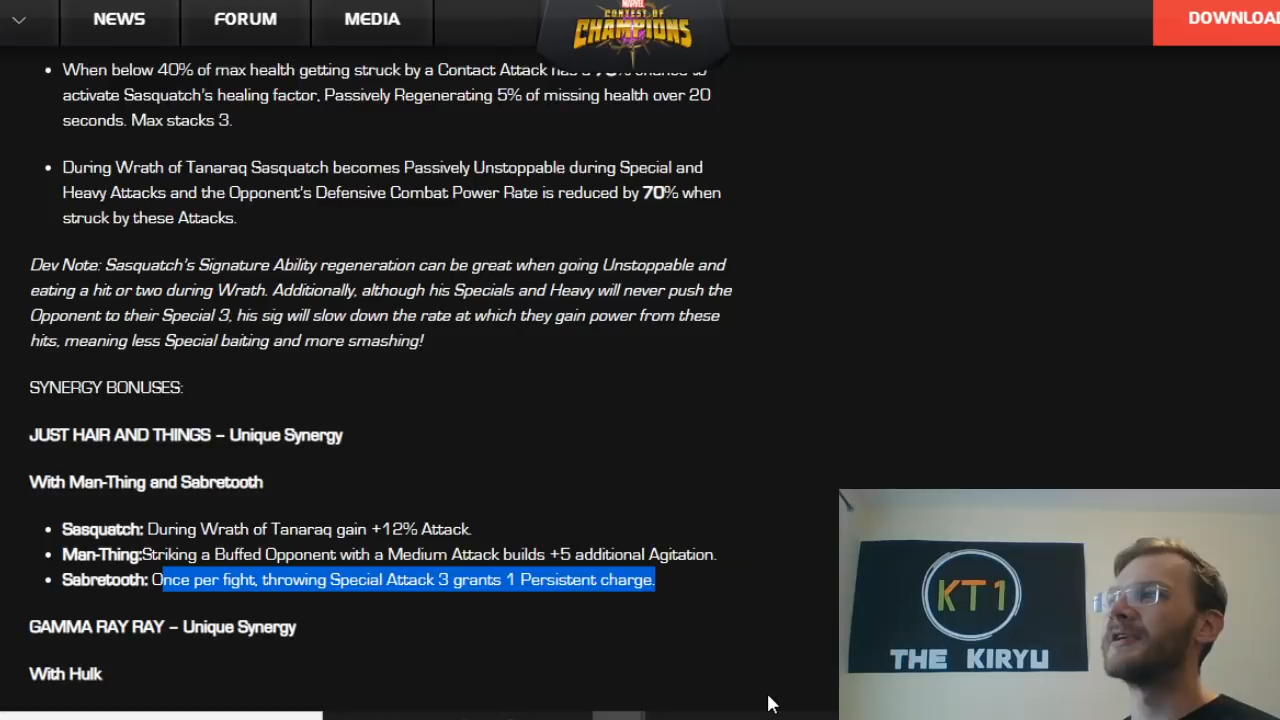 NEWS
FORUM
MEDIA
MARVEL
CONTEST OF
CHAMPIONS
DOWNLOA
When below 40% of max health getting struck by a Contact Attack
activate Sasquatch's healing factor, Passively Regenerating 5% of missing health over 20
seconds. Max stacks 3.
During Wrath of Tanaraq Sasquatch becomes Passively Unstoppable during Special and
Heavy Attacks and the Opponent's Defensive Combat Power Rate is reduced by 70% when
struck by these Attacks.
Dev Note: Sasquatch's Signature Ability regeneration can be great when going Unstoppable and
eating a hit or two during Wrath. Additionally, although his Specials and Heavy will never push the
Opponent to their Special 3, his sig will slow down the rate at which they gain power from these
hits, meaning less Special baiting and more smashing!
SYNERGY BONUSES:
JUST HAIR AND THINGS – Unique Synergy
With Man-Thing and Sabretooth
Sasquatch: During Wrath of Tanaraq gain +12% Attack.
Man-Thing:Striking a Buffed Opponent with a Medium Attack builds +5 additional Agitation.
Sabretooth: Once per fight, throwing Special Attack 3 grants 1 Persistent charge.
GAMMA RAY RAY – Unique Synergy
With Hulk
KT1
THE KIRYU